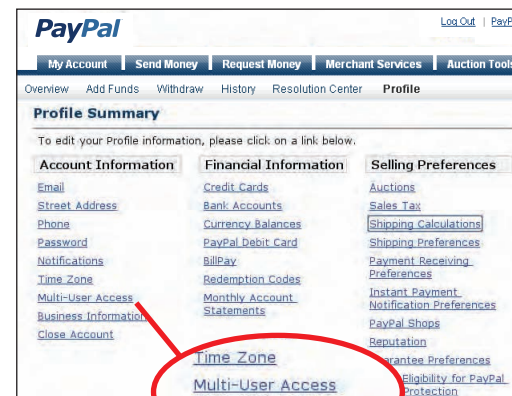 PayPal
Log Out |
My Account Send Money Request Money Merchant Services Auction Tools
Overview Add Funds Withdraw History Resolution Center Profile
Profile Summary
To edit your Profile information, please click on a link below.
Account Information
Email
Street Address
Phone
Password
Notifications
Time Zone
Multi-User Access
Business Information
Close Account
Financial Information
Credit Cards
Bank Accounts
Currency Balances
PayPal Debit Card
BillPay
Redemption Codes
Monthly Account
Statements
Selling Preferences
Auctions
Sales Tax
Shipping Calculations
Shipping Preferences
Payment Receiving
Preferences
Instant Payment
Notification Preferences
PayPal Shops
Reputation
Preferences
Eligibility for PayPal
Protection
Time Zone
Multi-User Access